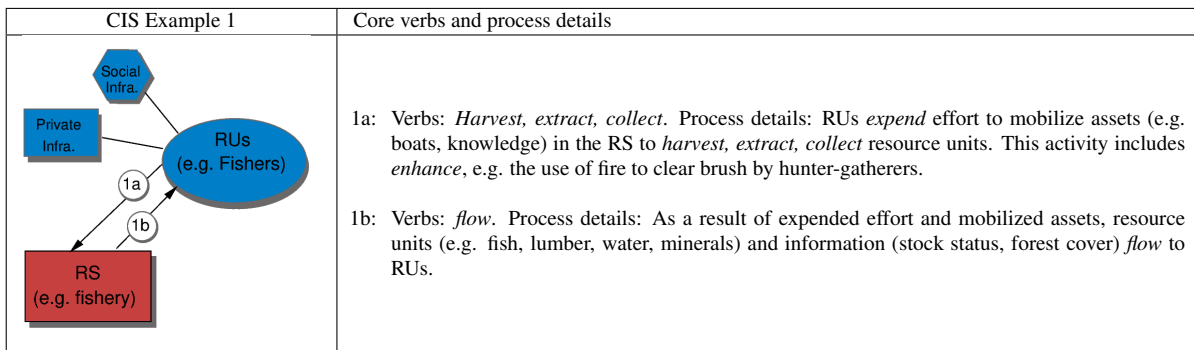 CIS Example 1
Core verbs and process details
Social
Infra.
Private
Infra.
RUs
(e.g. Fishers)
1a
1b
RS
(e.g. fishery)
1a: Verbs: Harvest, extract, collect. Process details: RUs expend effort to mobilize assets (e.g.
boats, knowledge) in the RS to harvest, extract, collect resource units. This activity includes
enhance, e.g. the use of fire to clear brush by hunter-gatherers.
1b: Verbs: flow. Process details: As a result of expended effort and mobilized assets, resource
units (e.g. fish, lumber, water, minerals) and information (stock status, forest cover) flow to
RUs.